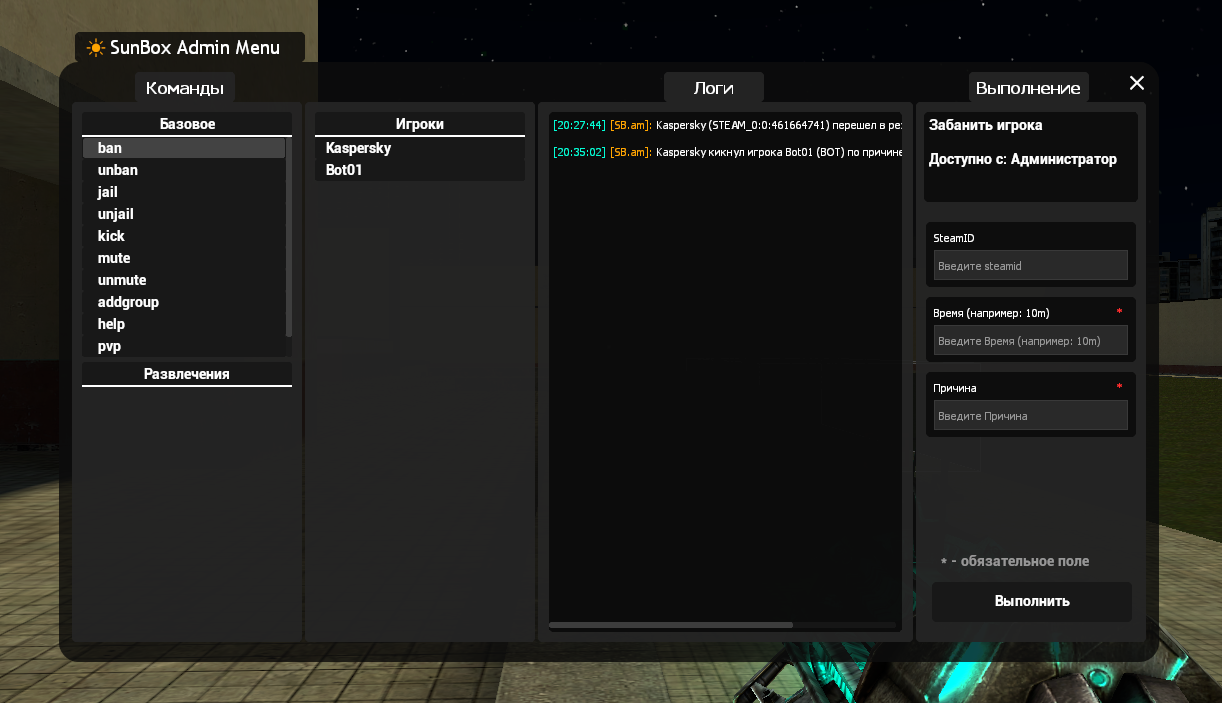 SunBox Admin Menu
Команды
Базовое
ban
unban
jail
unjail
kick
mute
unmute
addgroup
help
pvp
Развлечения
Игроки
Kaspersky
Bot01
Логи
[20:27:44] [SB.am]: Kaspersky (STEAM_0:0:461664741) перешел в ре
[20:35:02] [SB.am]: Kaspersky кикнул игрока Bot01 (BOT) по причине
Выполнение
Забанить игрока
Доступно с: Администратор
SteamID
Введите steamid
Время (например: 10m) *
Введите Время (например: 10m)
Причина *
Введите Причина
* - обязательное поле
Выполнить